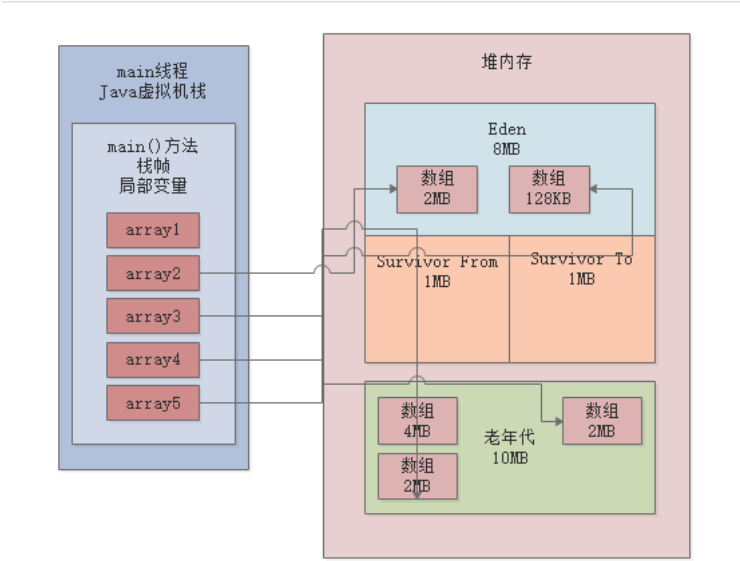 main线程
Java虚拟机栈
main()方法
栈帧
局部变量
array1
array2
array3
array4
array5
堆内存
Eden
8MB
数组
2MB
数组
128KB
Survivor From
1MB
Survivor To
1MB
数组
4MB
数组
2MB
老年代
10MB
数组
2MB